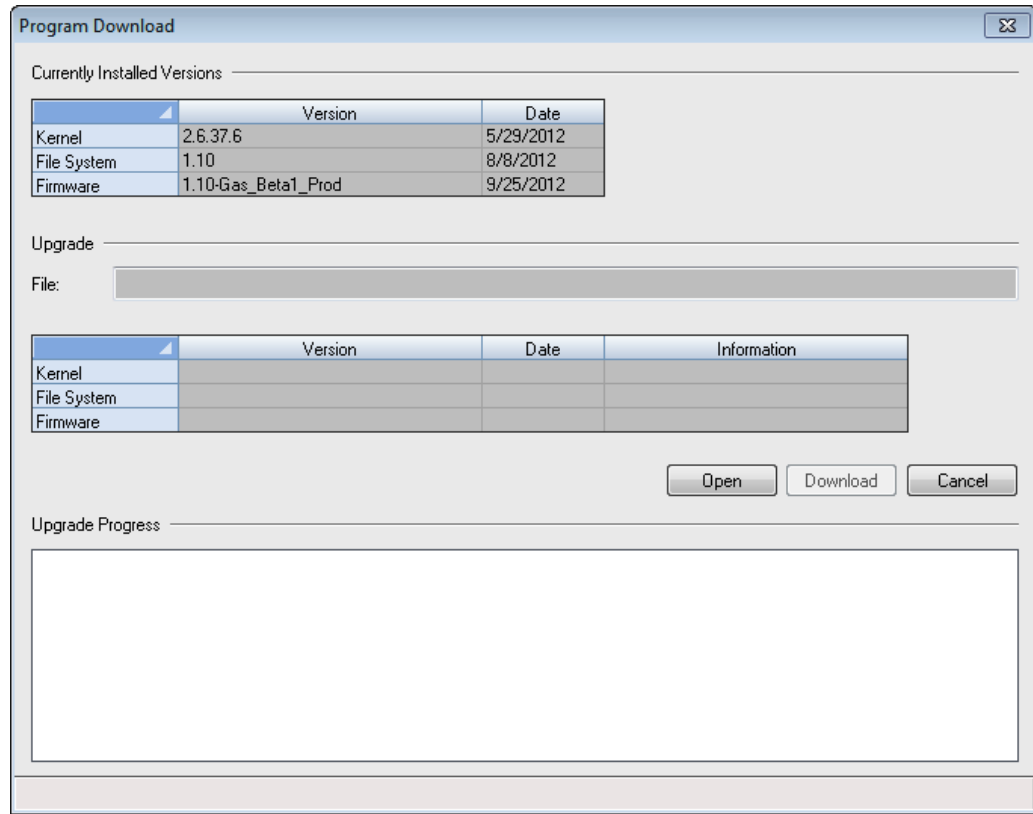 Program Download
Currently Installed Versions
Version Date
Kernel 2.6.37.6 5/29/2012
File System 1.10 8/8/2012
Firmware 1.10-Gas_Beta1_Prod 9/25/2012
Upgrade
File:
Version Date Information
Kernel
File System
Firmware
Open Download Cancel
Upgrade Progress